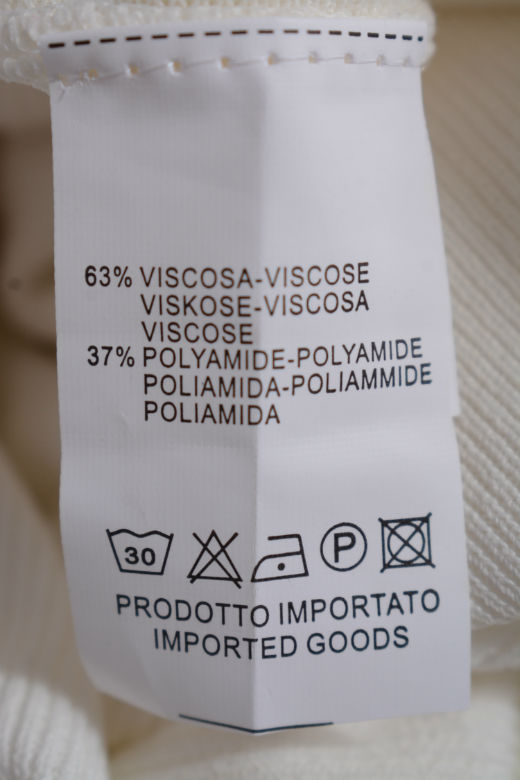 63% VISCOSA-VISCOSE
VISKOSE-VISCOSA
VISCOSE
37% POLYAMIDE-POLYAMIDE
POLIAMIDA-POLIAMMIDE
POLIAMIDA
30 P
PRODOTTO IMPORTATO
IMPORTED GOODS